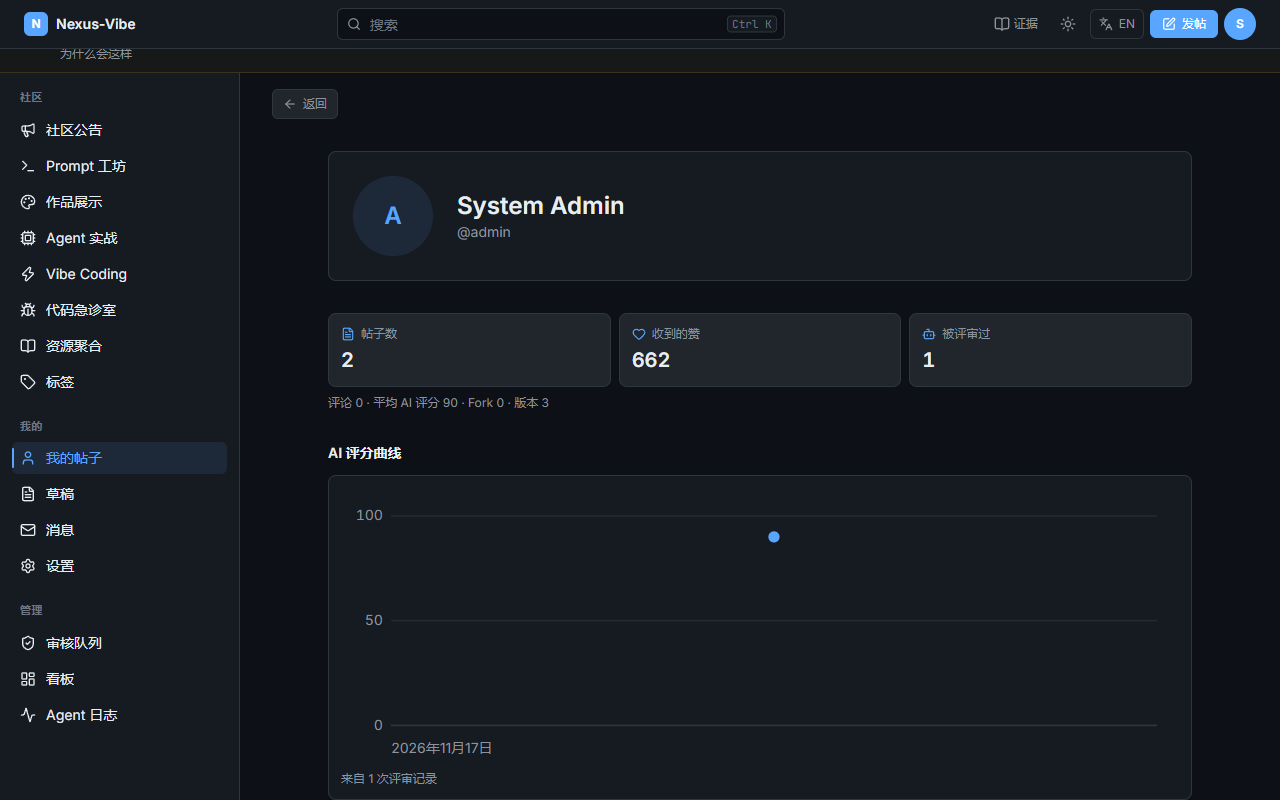 N Nexus-Vibe
搜索 Ctrl K
证据 EN 发帖 S
为什么会这样
社区
社区公告
Prompt 工坊
作品展示
Agent 实战
Vibe Coding
代码急诊室
资源聚合
标签
我的
我的帖子
草稿
消息
设置
管理
审核队列
看板
Agent 日志
返回
A
System Admin
@admin
帖子数
2
收到的赞
662
被评审过
1
评论 0 · 平均 AI 评分 90 · Fork 0 · 版本 3
AI 评分曲线
100
50
0
2026年11月17日
来自 1 次评审记录